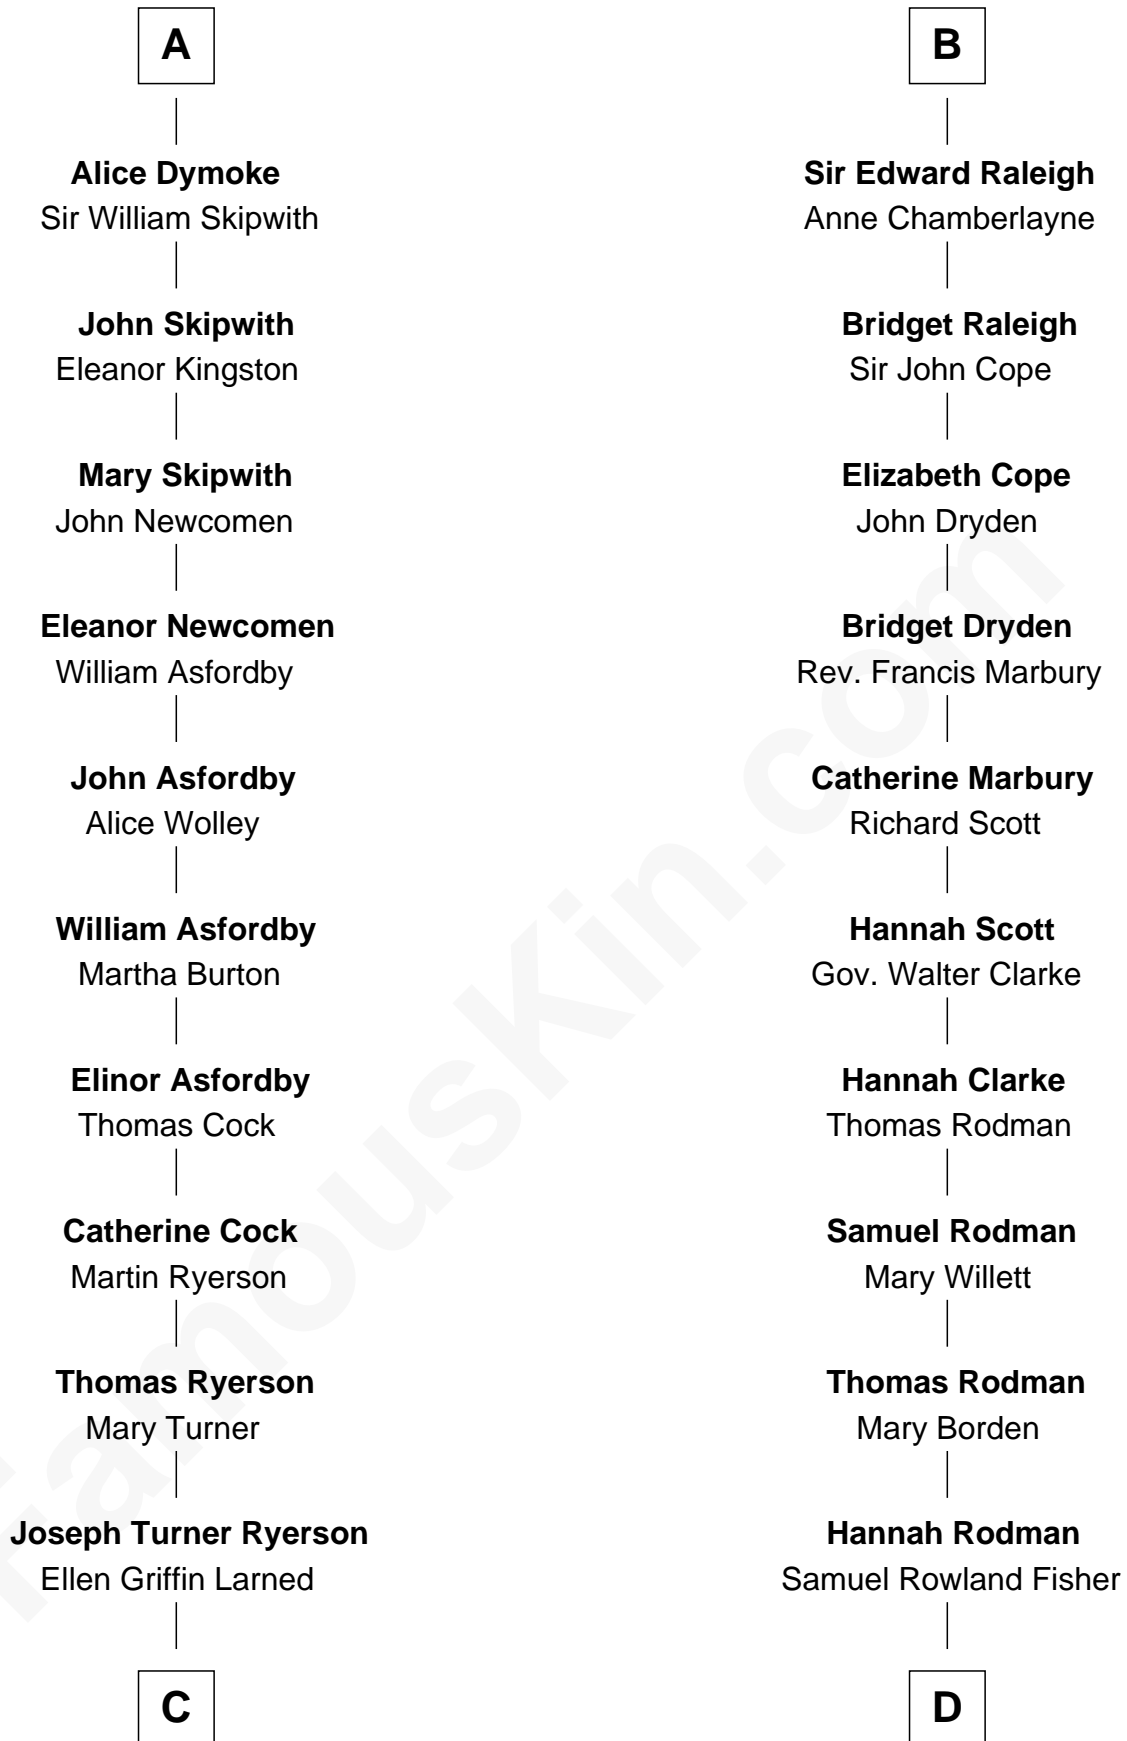 A
Alice Dymoke
Sir William Skipwith
John Skipwith
Eleanor Kingston
Mary Skipwith
John Newcomen
Eleanor Newcomen
William Asfordby
John Asfordby
Alice Wolley
William Asfordby
Martha Burton
Elinor Asfordby
Thomas Cock
Catherine Cock
Martin Ryerson
Thomas Ryerson
Mary Turner
Joseph Turner Ryerson
Ellen Griffin Larned
C
B
Sir Edward Raleigh
Anne Chamberlayne
Bridget Raleigh
Sir John Cope
Elizabeth Cope
John Dryden
Bridget Dryden
Rev. Francis Marbury
Catherine Marbury
Richard Scott
Hannah Scott
Gov. Walter Clarke
Hannah Clarke
Thomas Rodman
Samuel Rodman
Mary Willett
Thomas Rodman
Mary Borden
Hannah Rodman
Samuel Rowland Fisher
D
FamousKin.com